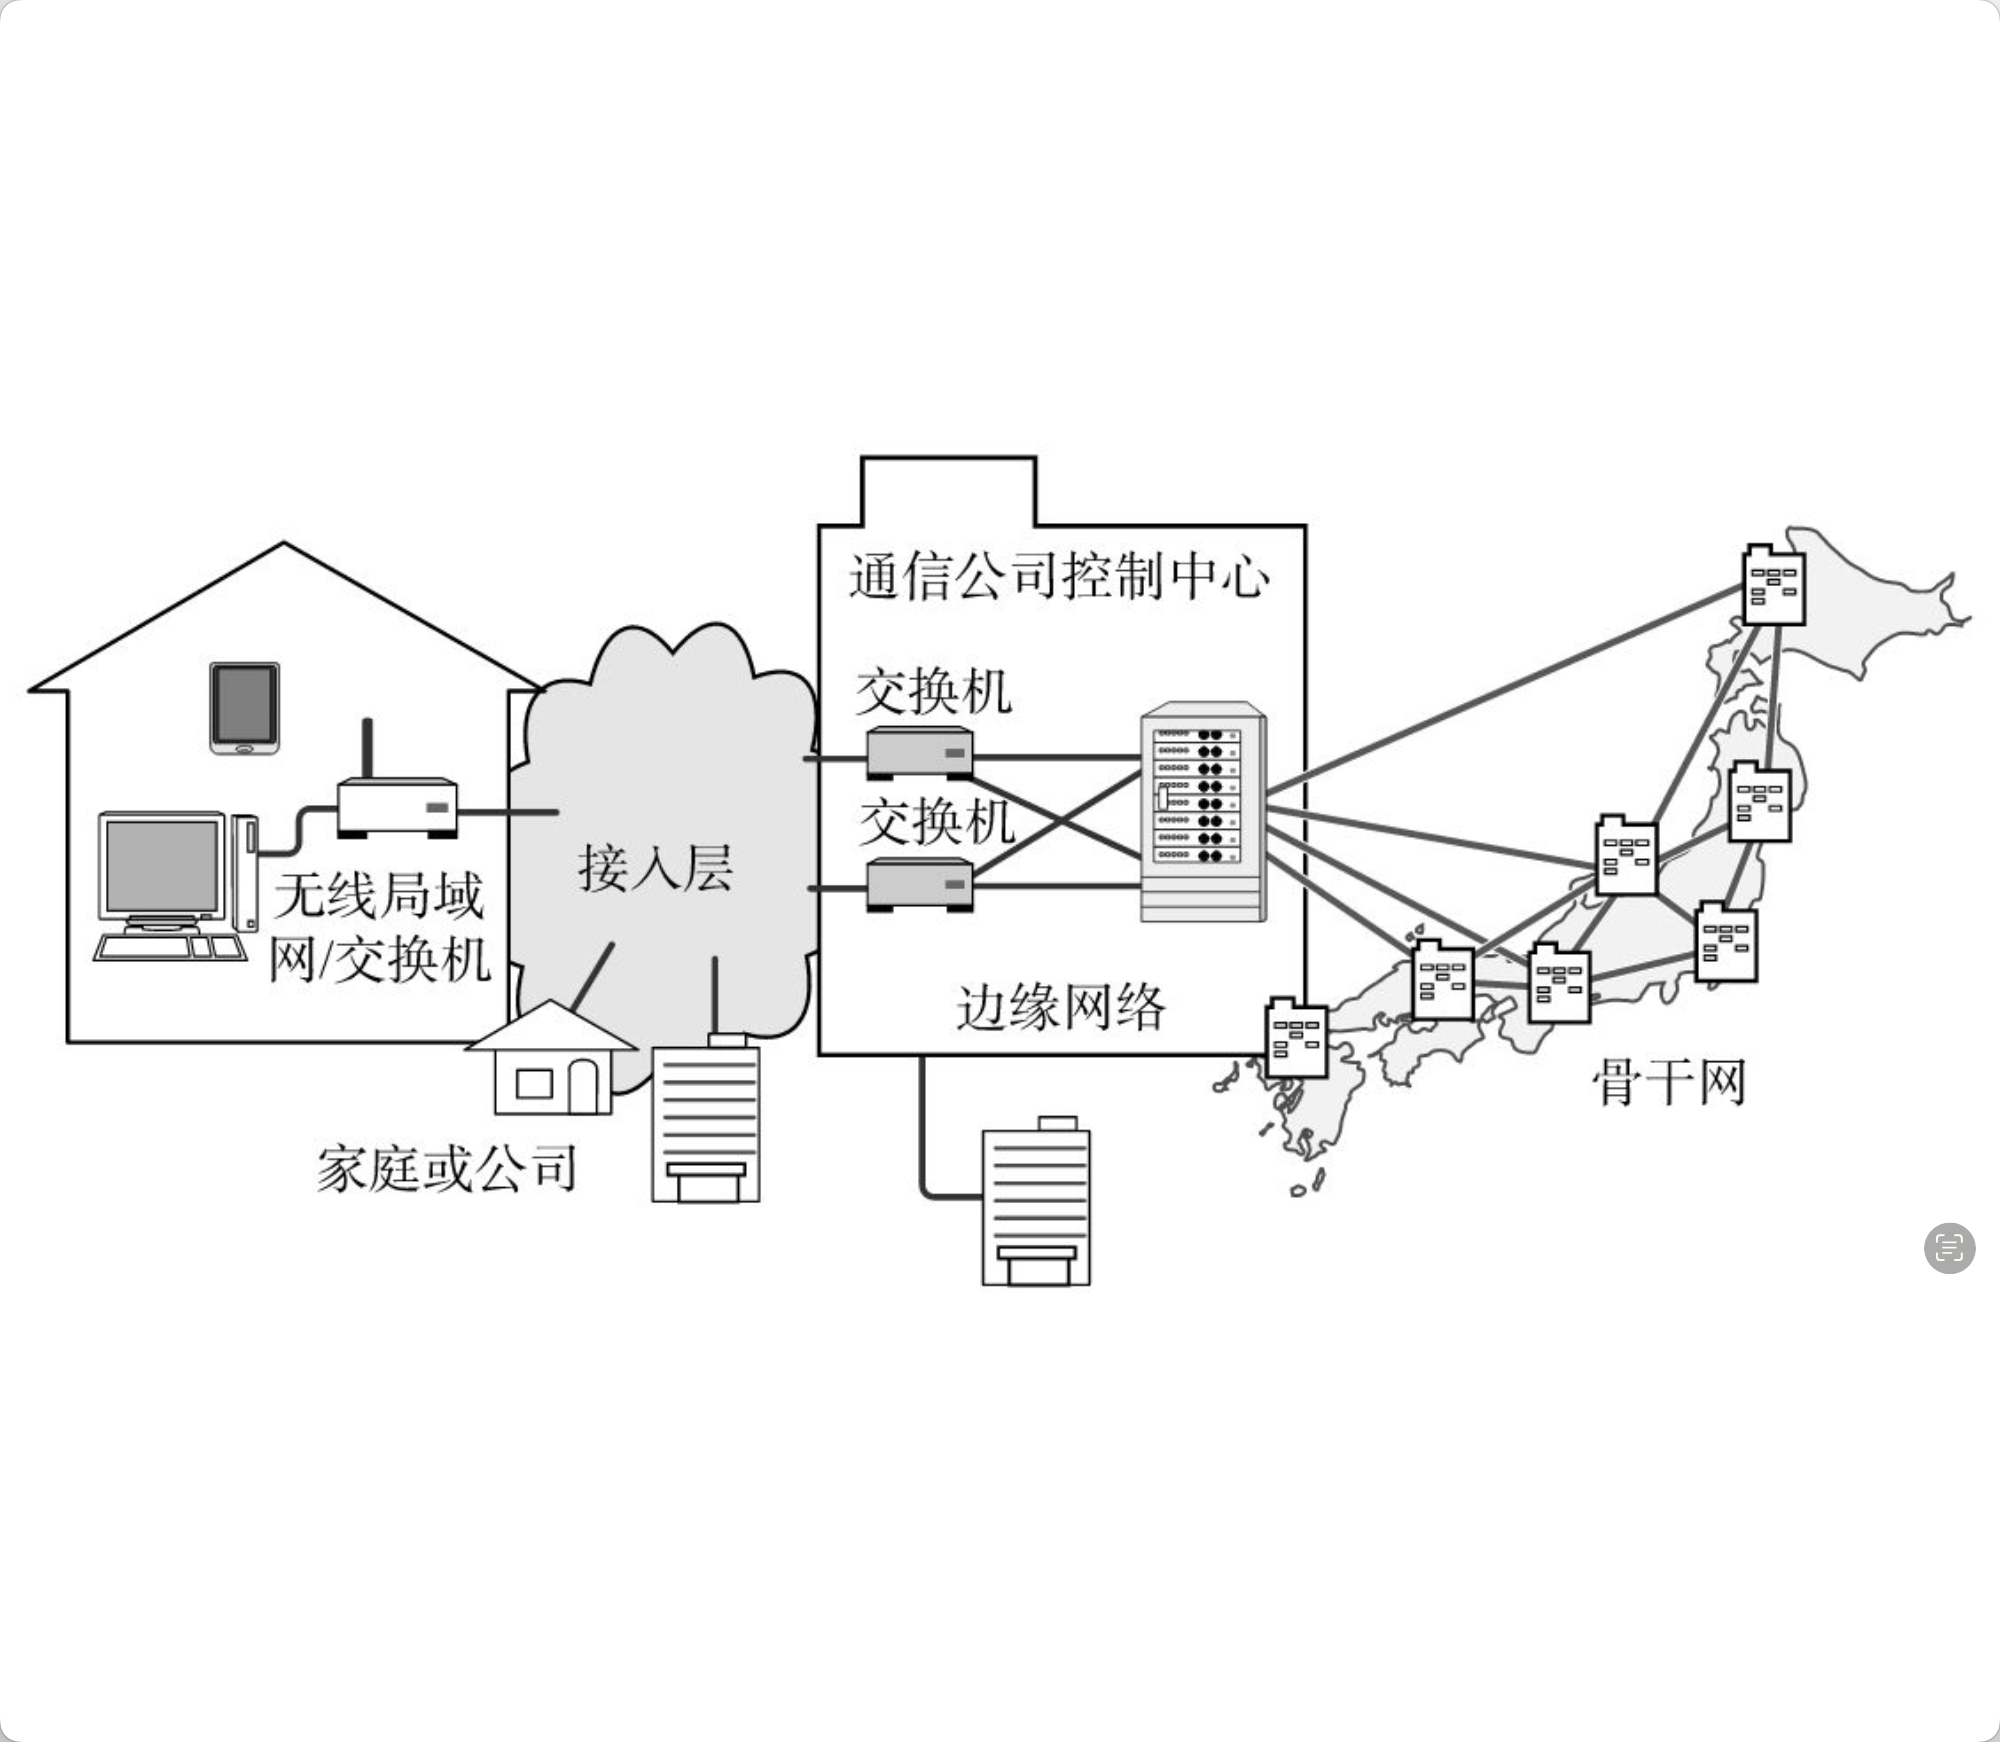 通信公司控制中心
交换机
交换机
接入层
无线局域
网/交换机
边缘网络
骨干网
家庭或公司